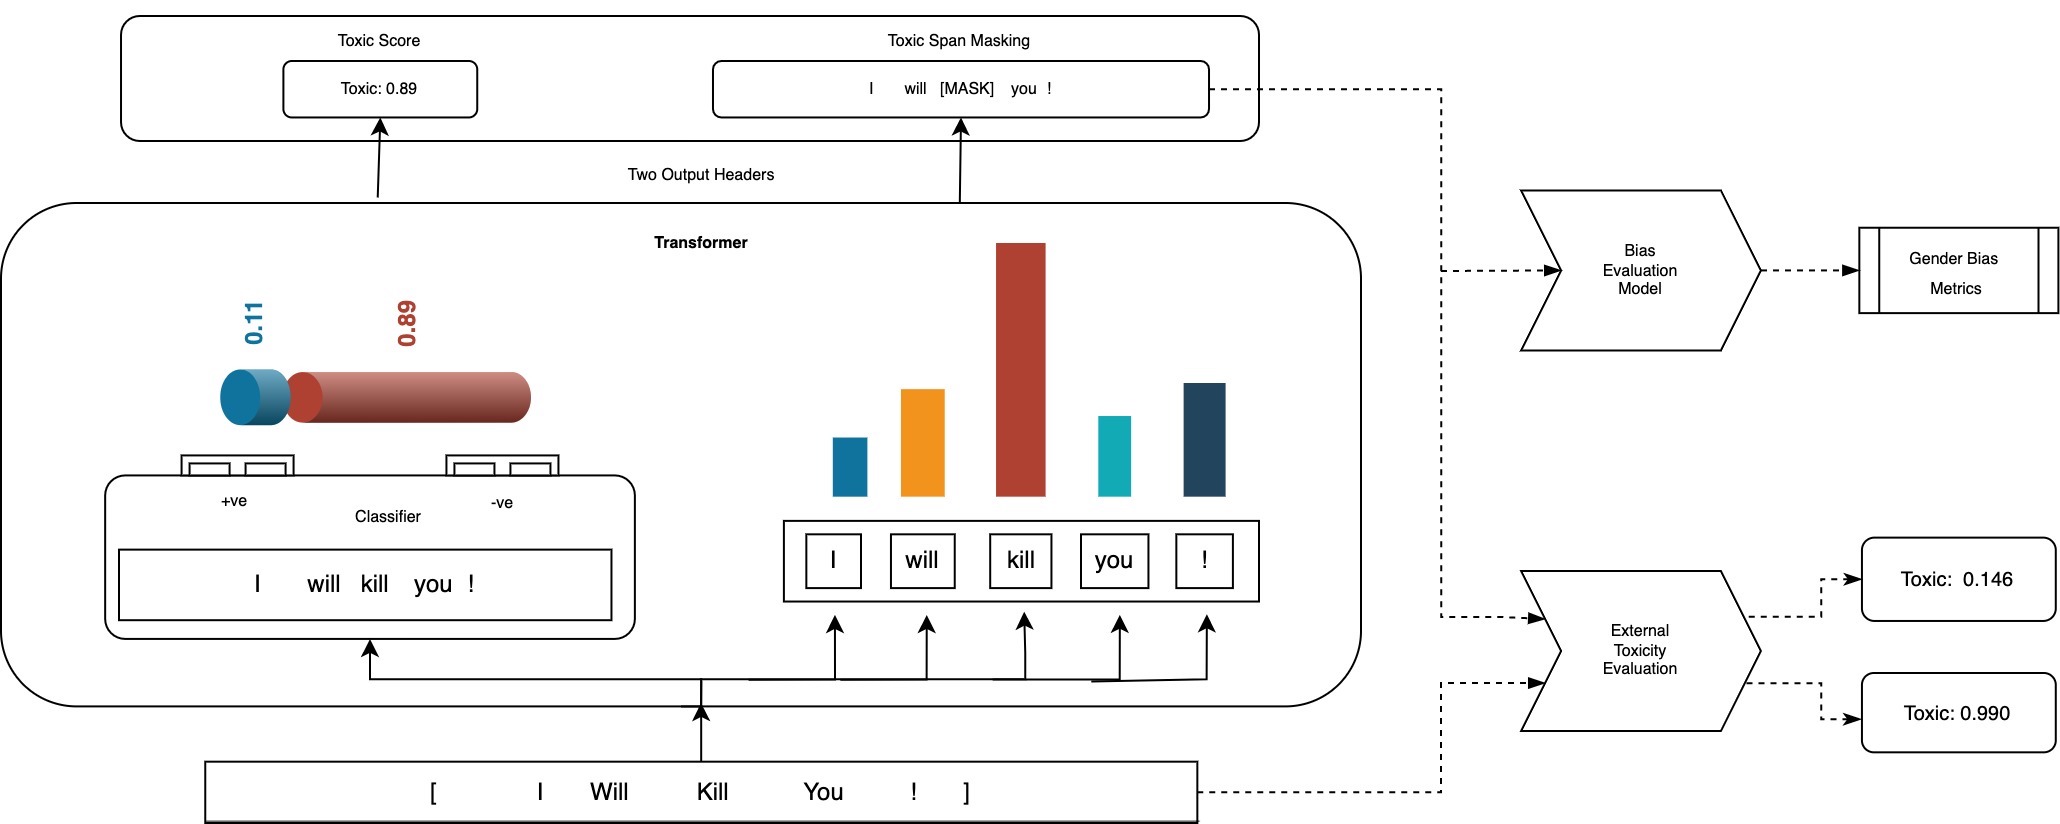 Toxic Score
Toxic Span Masking
Toxic: 0.89
I will [MASK] you !
Two Output Headers
Transformer
0.11
0.89
+ve
-ve
Classifier
I will kill you !
I
will
kill
you
!
[ I Will Kill You ! ]
Bias
Evaluation
Model
Gender Bias
Metrics
External
Toxicity
Evaluation
Toxic: 0.146
Toxic: 0.990